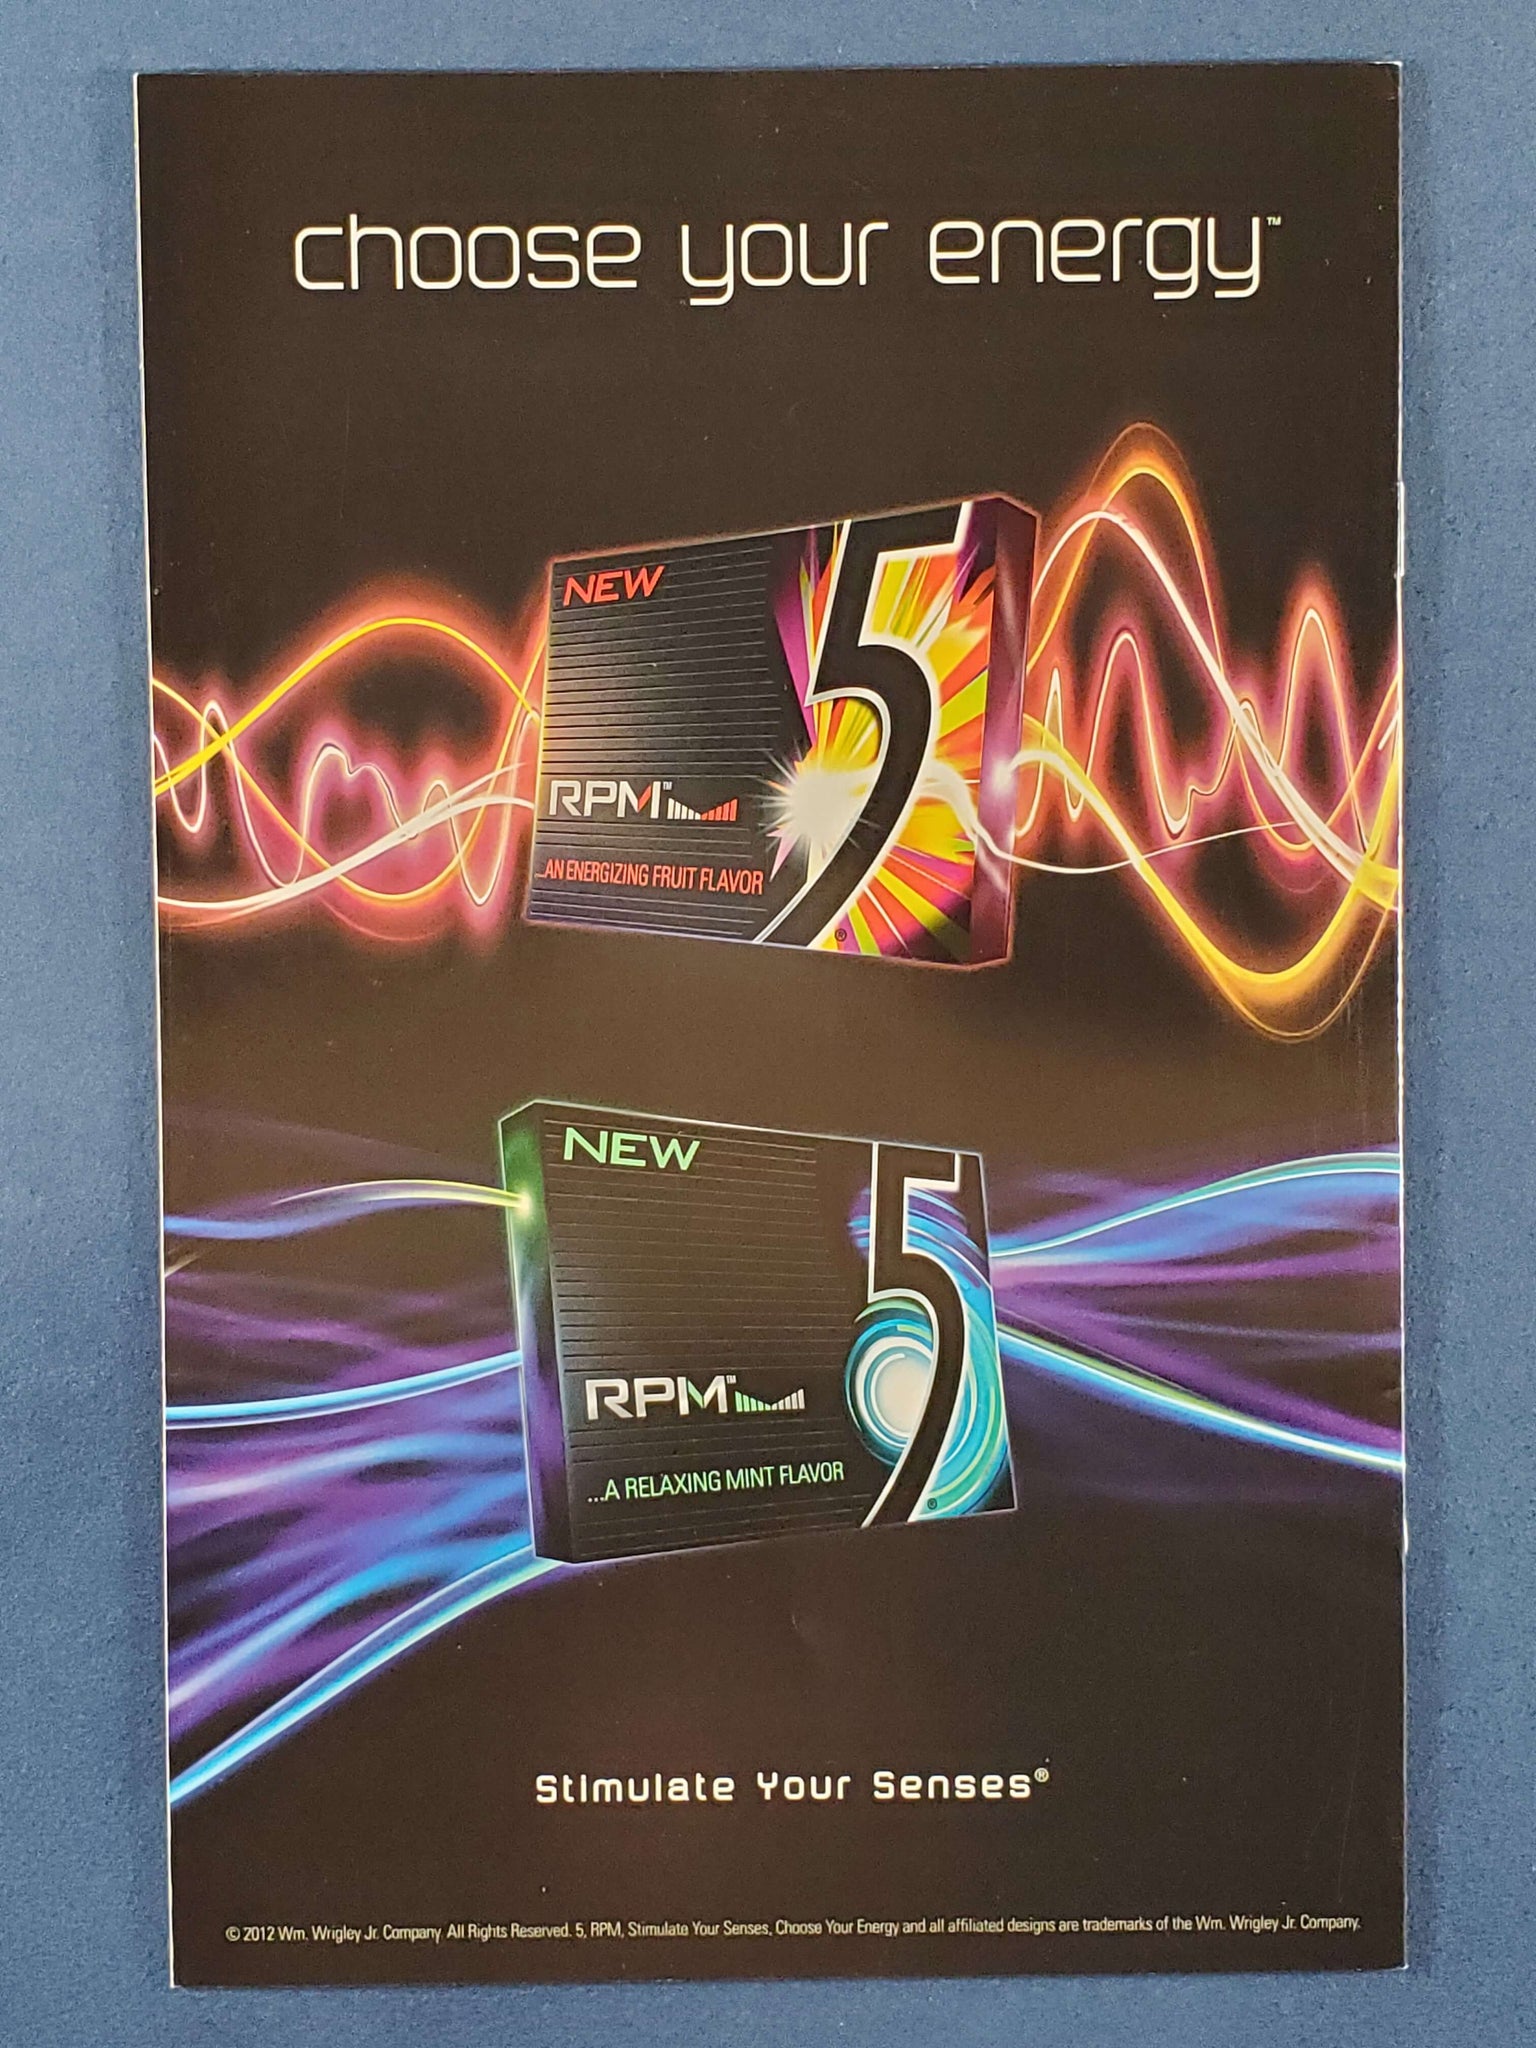 choose your energy™
NEW
5
RPM™
...AN ENERGIZING FRUIT FLAVOR
®
NEW
5
RPM™
...A RELAXING MINT FLAVOR
®
Stimulate Your Senses®
© 2012 Wm. Wrigley Jr. Company. All Rights Reserved. 5, RPM, Stimulate Your Senses, Choose Your Energy and all affiliated designs are trademarks of the Wm. Wrigley Jr. Company.